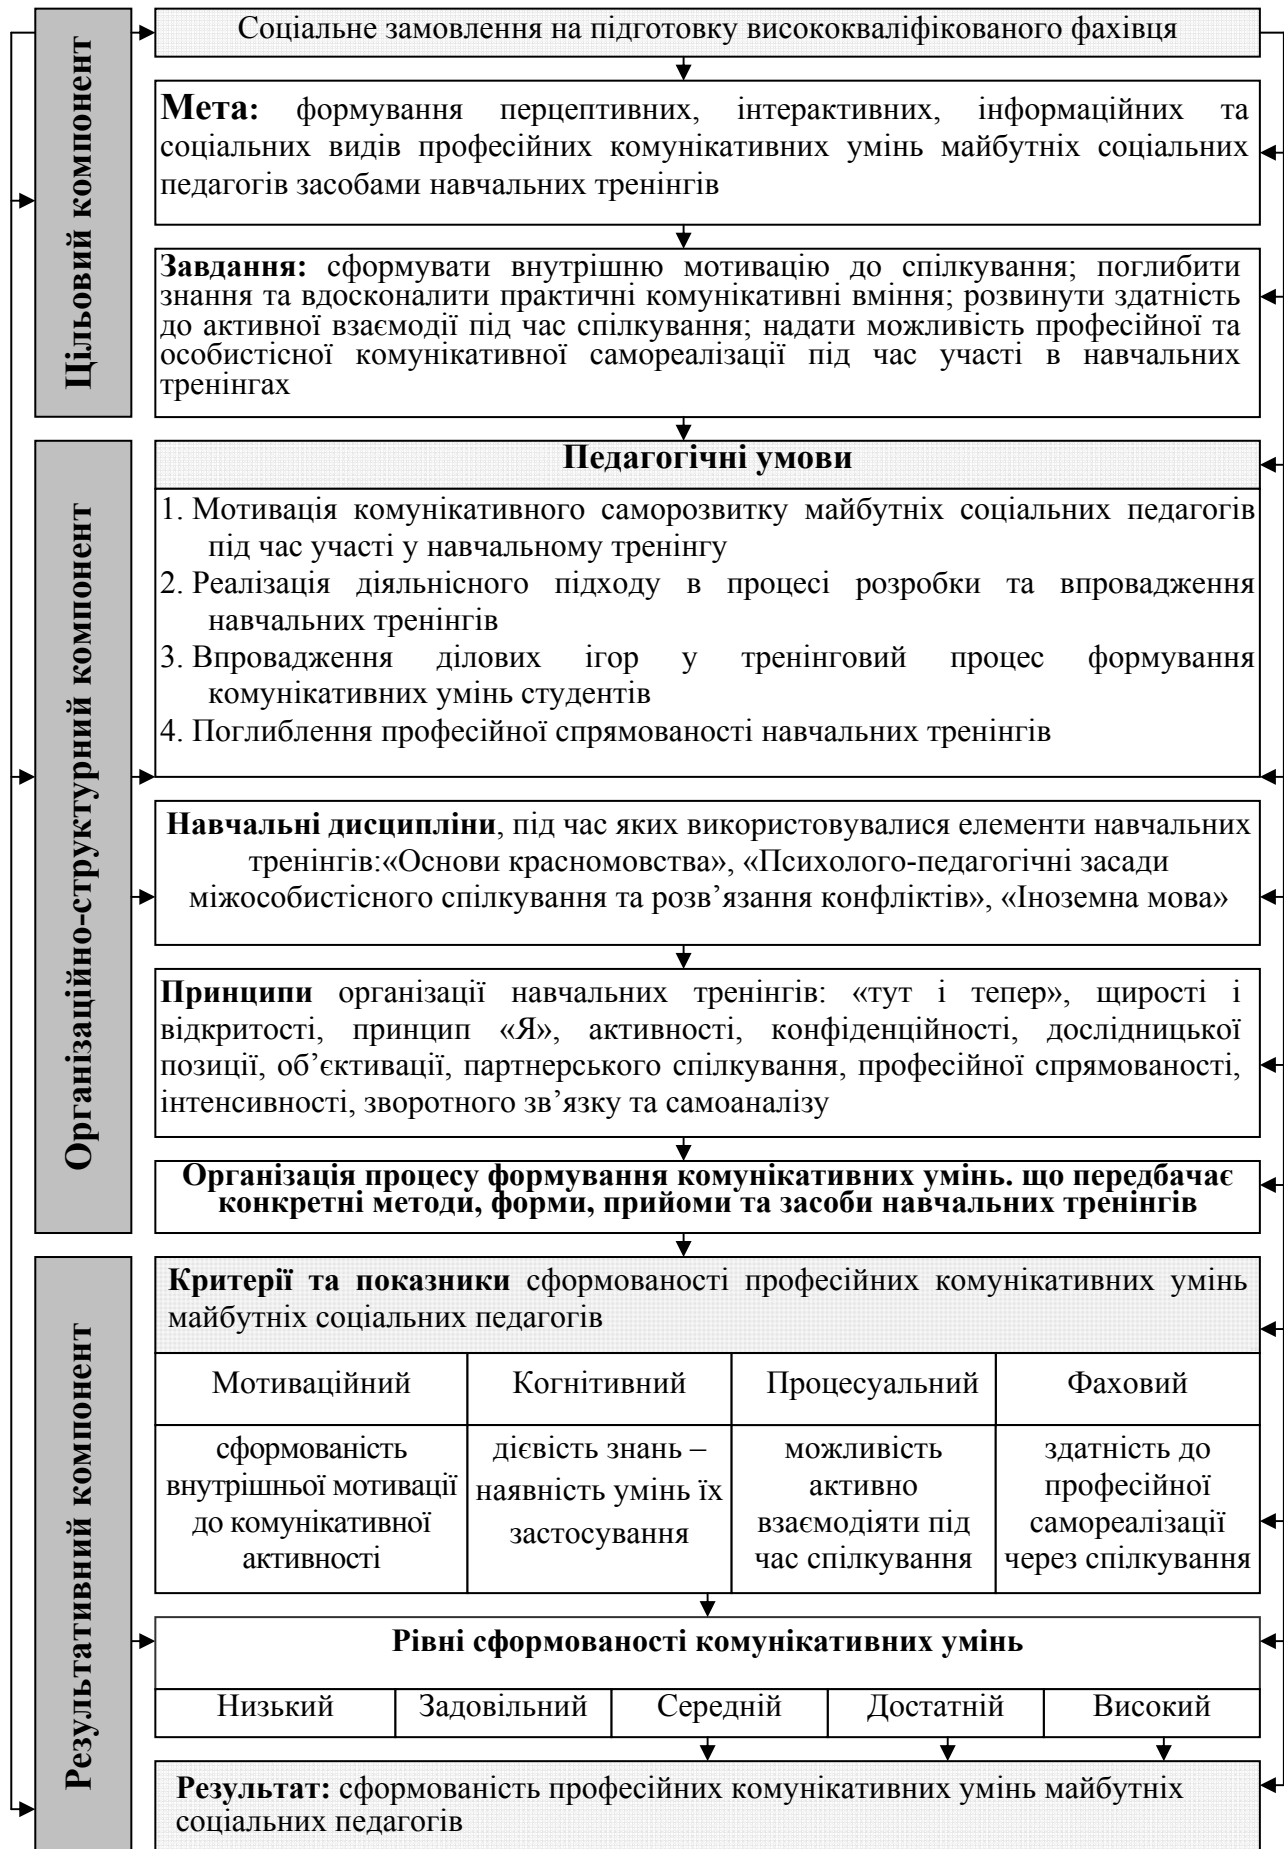 Цільовий компонент
Соціальне замовлення на підготовку висококваліфікованого фахівця
Мета: формування перцептивних, інтерактивних, інформаційних та
соціальних видів професійних комунікативних умінь майбутніх соціальних
педагогів засобами навчальних тренінгів
Завдання: сформувати внутрішню мотивацію до спілкування; поглибити
знання та вдосконалити практичні комунікативні вміння; розвинути здатність
до активної взаємодії під час спілкування; надати можливість професійної та
особистісної комунікативної самореалізації під час участі в навчальних
тренінгах
Організаційно-структурний компонент
Педагогічні умови
1. Мотивація комунікативного саморозвитку майбутніх соціальних педагогів
під час участі у навчальному тренінгу
2. Реалізація діяльнісного підходу в процесі розробки та впровадження
навчальних тренінгів
3. Впровадження ділових ігор у тренінговий процес формування
комунікативних умінь студентів
4. Поглиблення професійної спрямованості навчальних тренінгів
Навчальні дисципліни, під час яких використовувалися елементи навчальних
тренінгів:«Основи красномовства», «Психолого-педагогічні засади
міжособистісного спілкування та розв’язання конфліктів», «Іноземна мова»
Принципи організації навчальних тренінгів: «тут і тепер», щирості і
відкритості, принцип «Я», активності, конфіденційності, дослідницької
позиції, об’єктивації, партнерського спілкування, професійної спрямованості,
інтенсивності, зворотного зв’язку та самоаналізу
Організація процесу формування комунікативних умінь. що передбачає
конкретні методи, форми, прийоми та засоби навчальних тренінгів
Результативний компонент
Критерії та показники сформованості професійних комунікативних умінь
майбутніх соціальних педагогів
Мотиваційний
Когнітивний
Процесуальний
Фаховий
сформованість
внутрішньої мотивації
до комунікативної
активності
дієвість знань –
наявність умінь їх
застосування
можливість
активно
взаємодіяти під
час спілкування
здатність до
професійної
самореалізації
через спілкування
Рівні сформованості комунікативних умінь
Низький
Задовільний
Середній
Достатній
Високий
Результат: сформованість професійних комунікативних умінь майбутніх
соціальних педагогів